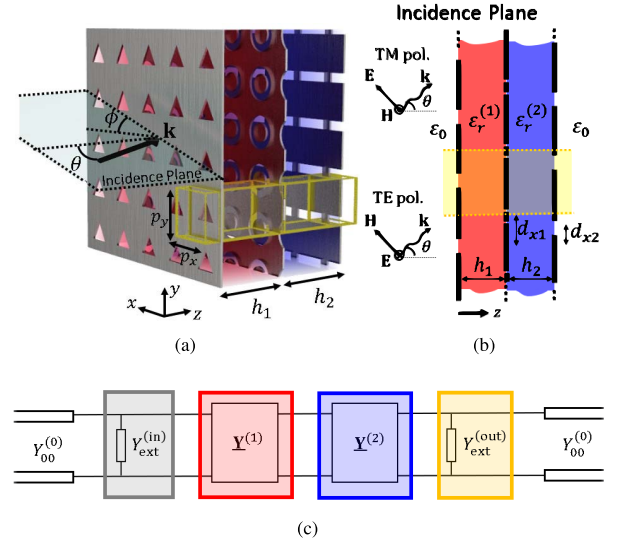 k
ϕ
θ
Incidence Plane
p_y
p_x
h_1
h_2
y
x
z
(a)
Incidence Plane
TM pol.
E
k
H
θ
ε_0
ε_r^(1)
ε_r^(2)
ε_0
TE pol.
H
k
E
θ
d_x1
d_x2
h_1
h_2
z
(b)
Y_00^(0)
Y_ext^(in)
Y^(1)
Y^(2)
Y_ext^(out)
Y_00^(0)
(c)